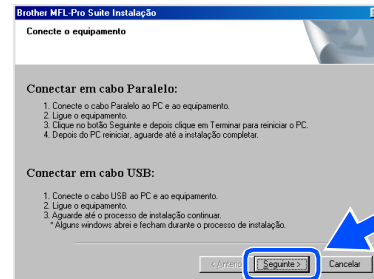 Brother MFL-Pro Suite Instalação
Conecte o equipamento
Conectar em cabo Paralelo:
1. Conecte o cabo Paralelo ao PC e ao equipamento.
2. Ligue o equipamento.
3. Clique no botão Seguinte e depois clique em Terminar para reiniciar o PC.
4. Depois do PC reiniciar, aguarde até a instalação completar.
Conectar em cabo USB:
1. Conecte o cabo USB ao PC e ao equipamento.
2. Ligue o equipamento.
3. Aguarde até o processo de instalação continuar.
* Alguns windows abrei e fecham durante o processo de instalação.
Seguinte > Cancelar